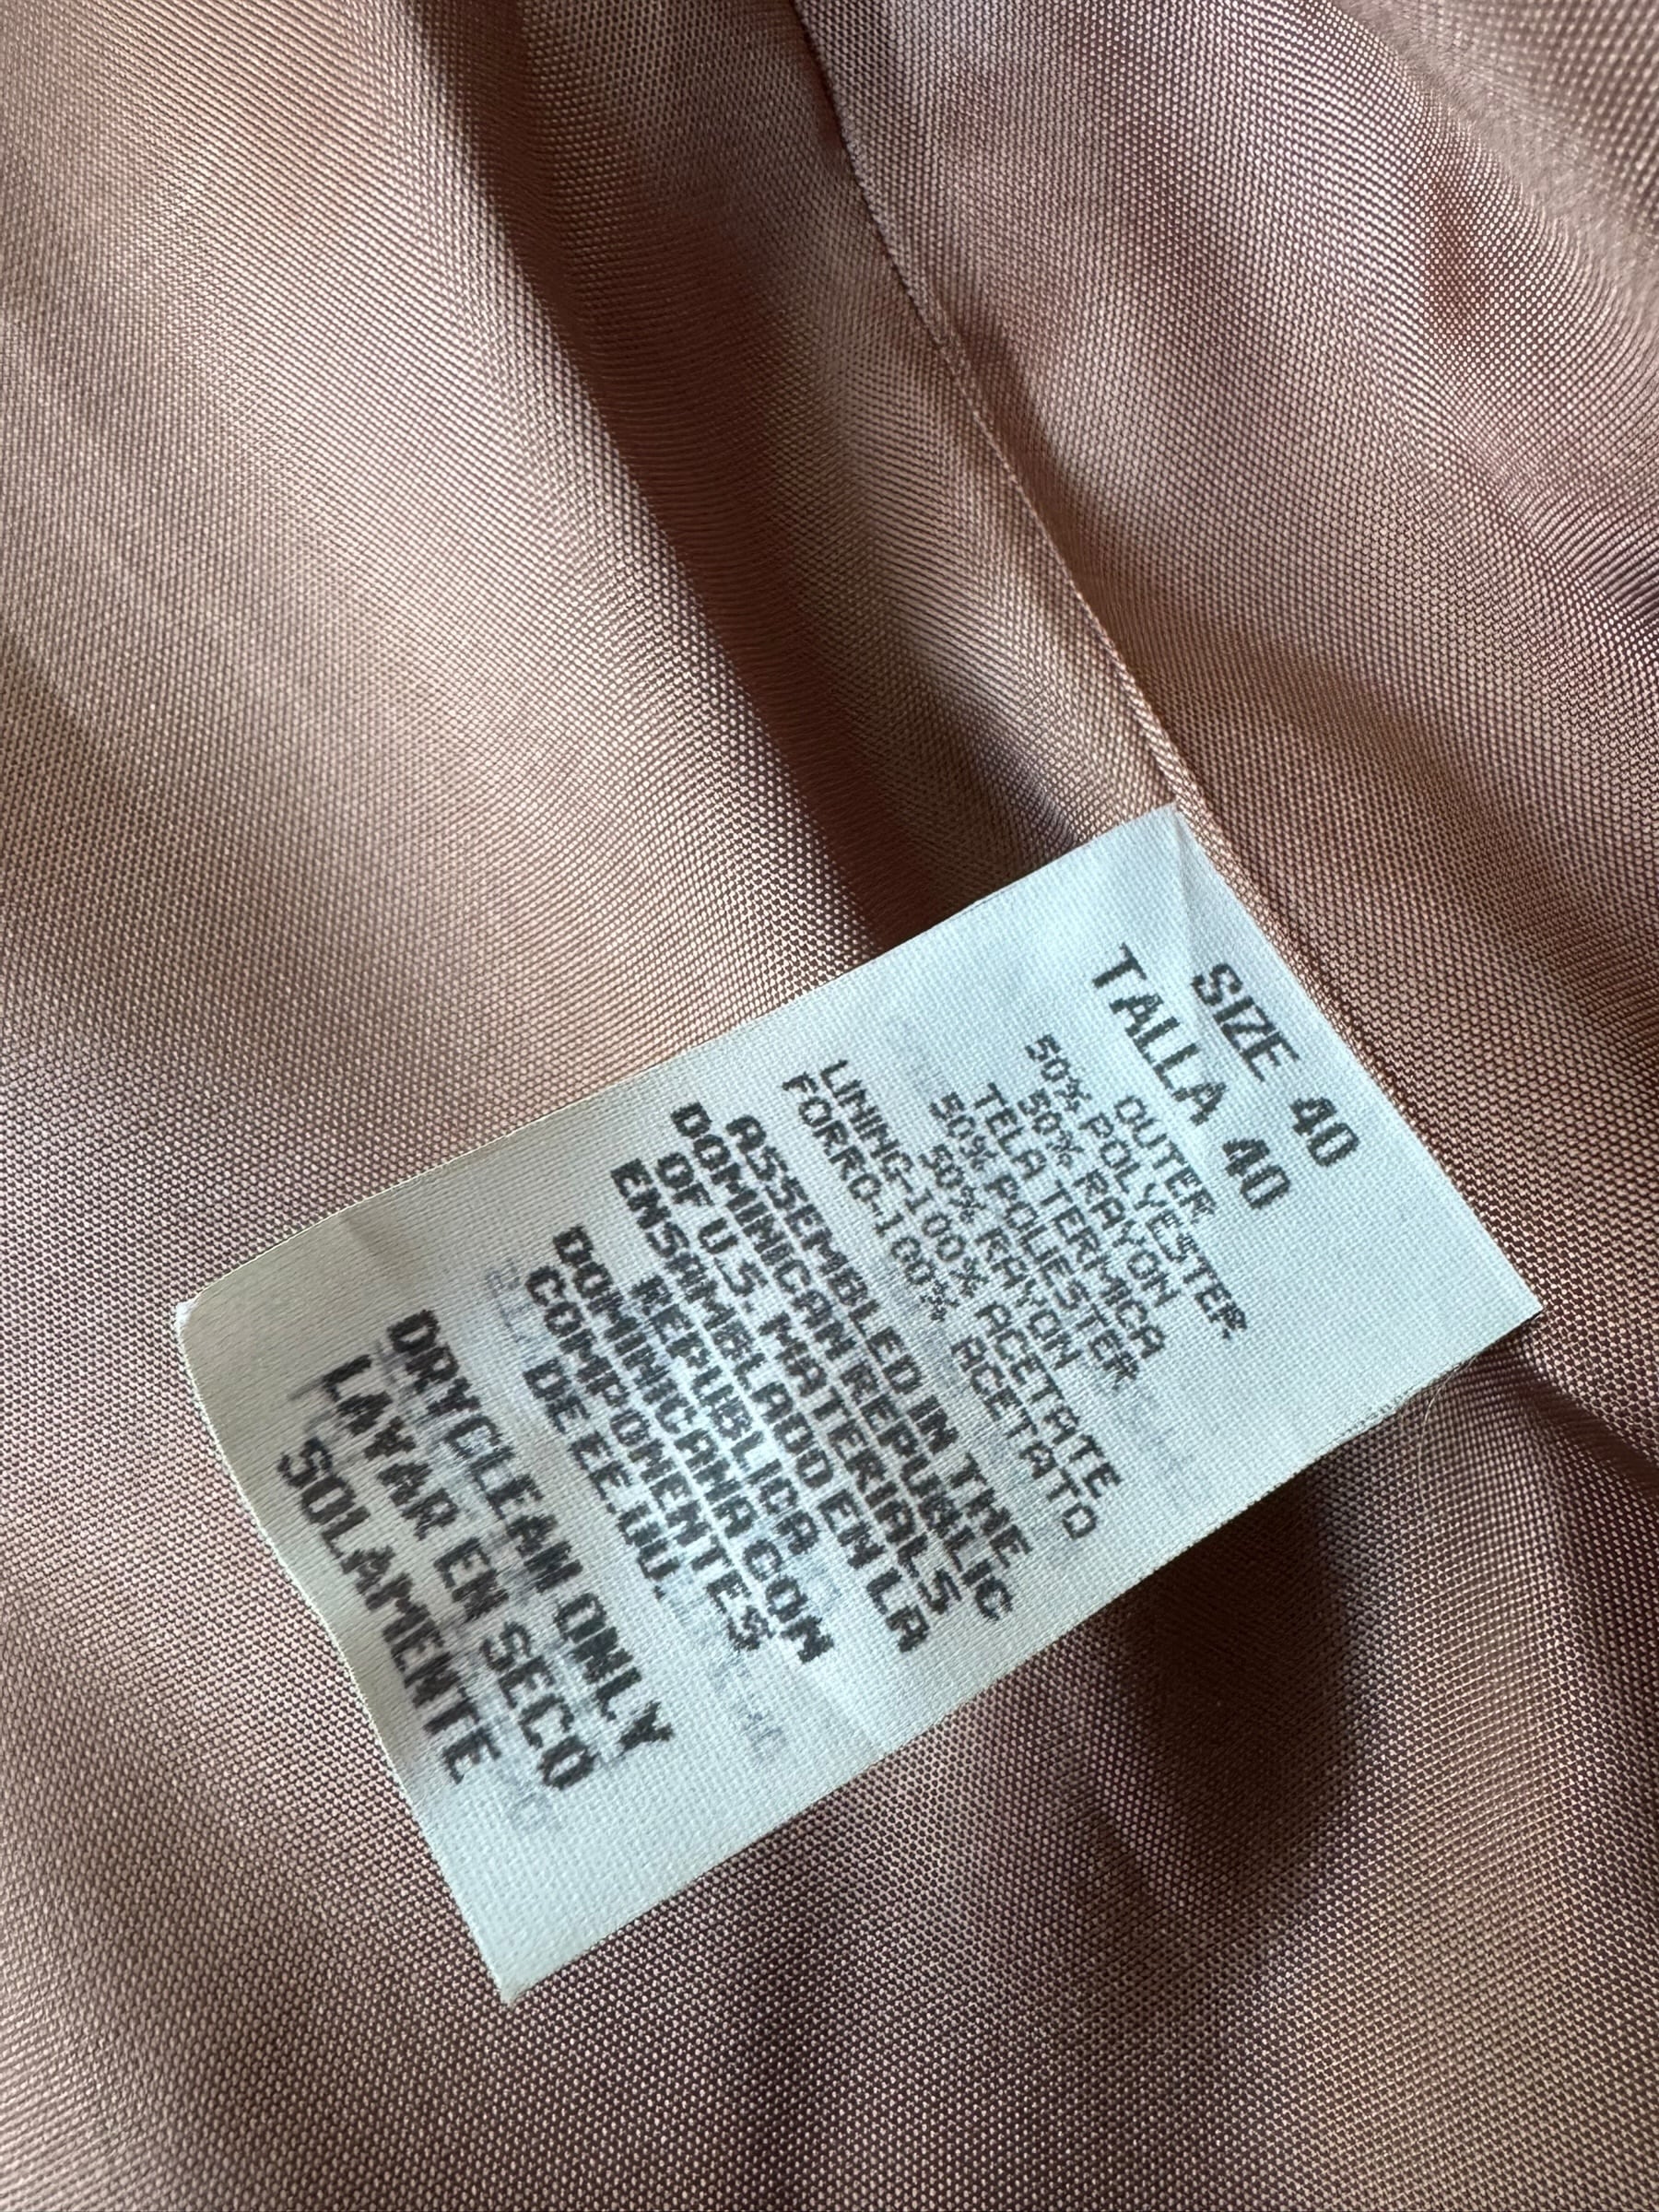 SIZE 40
TALLA 40
OUTER
50% POLYESTER
50% RAYON
TELA TERMICA
50% POLIESTER
50% RAYON
LINING-100% ACETATE
FORRO-100% ACETATO
ASSEMBLED IN THE
DOMINICAN REPUBLIC
OF U.S. MATERIALS
ENSAMBLADO EN LA
REPUBLICA
DOMINICANA CON
COMPONENTES
DE EE.UU.
DRYCLEAN ONLY
LAVAR EN SECO
SOLAMENTE